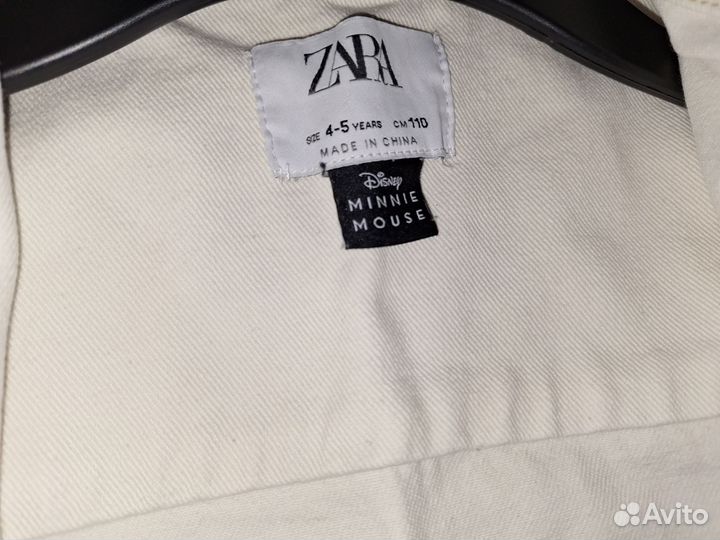 ZARA
SIZE 4-5 YEARS CM 110
MADE IN CHINA
Disney
MINNIE
MOUSE
Avito